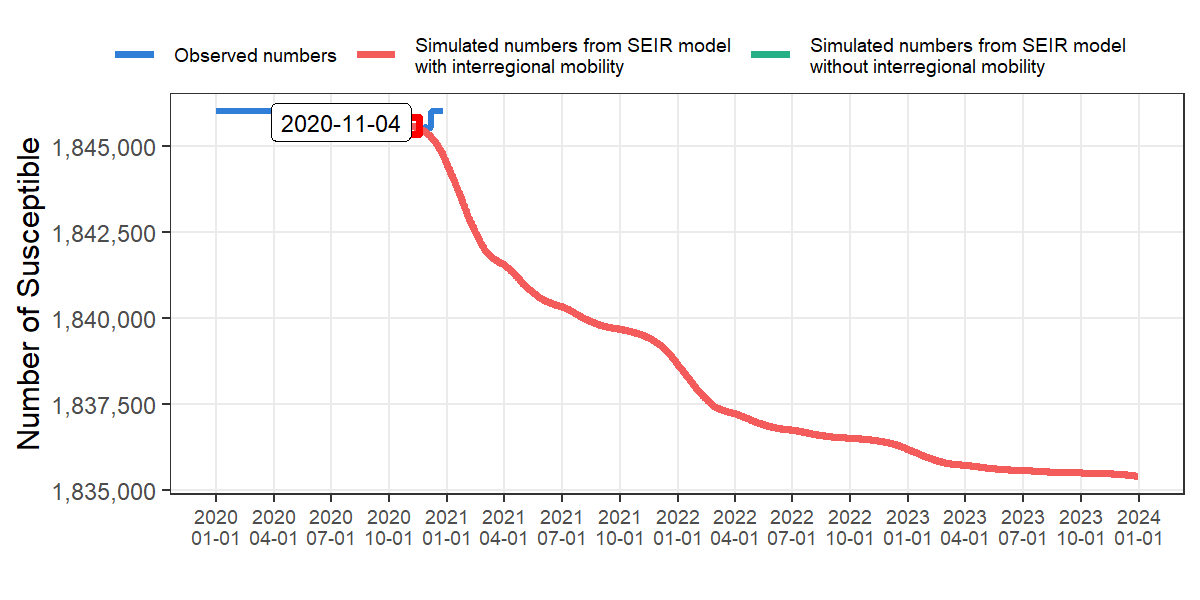 Observed numbers
Simulated numbers from SEIR model
with interregional mobility
Simulated numbers from SEIR model
without interregional mobility
Number of Susceptible
1,845,000
1,842,500
1,840,000
1,837,500
1,835,000
2020-11-04
2020 2020 2020 2020 2021 2021 2021 2021 2022 2022 2022 2022 2023 2023 2023 2023 2024
01-01 04-01 07-01 10-01 01-01 04-01 07-01 10-01 01-01 04-01 07-01 10-01 01-01 04-01 07-01 10-01 01-01